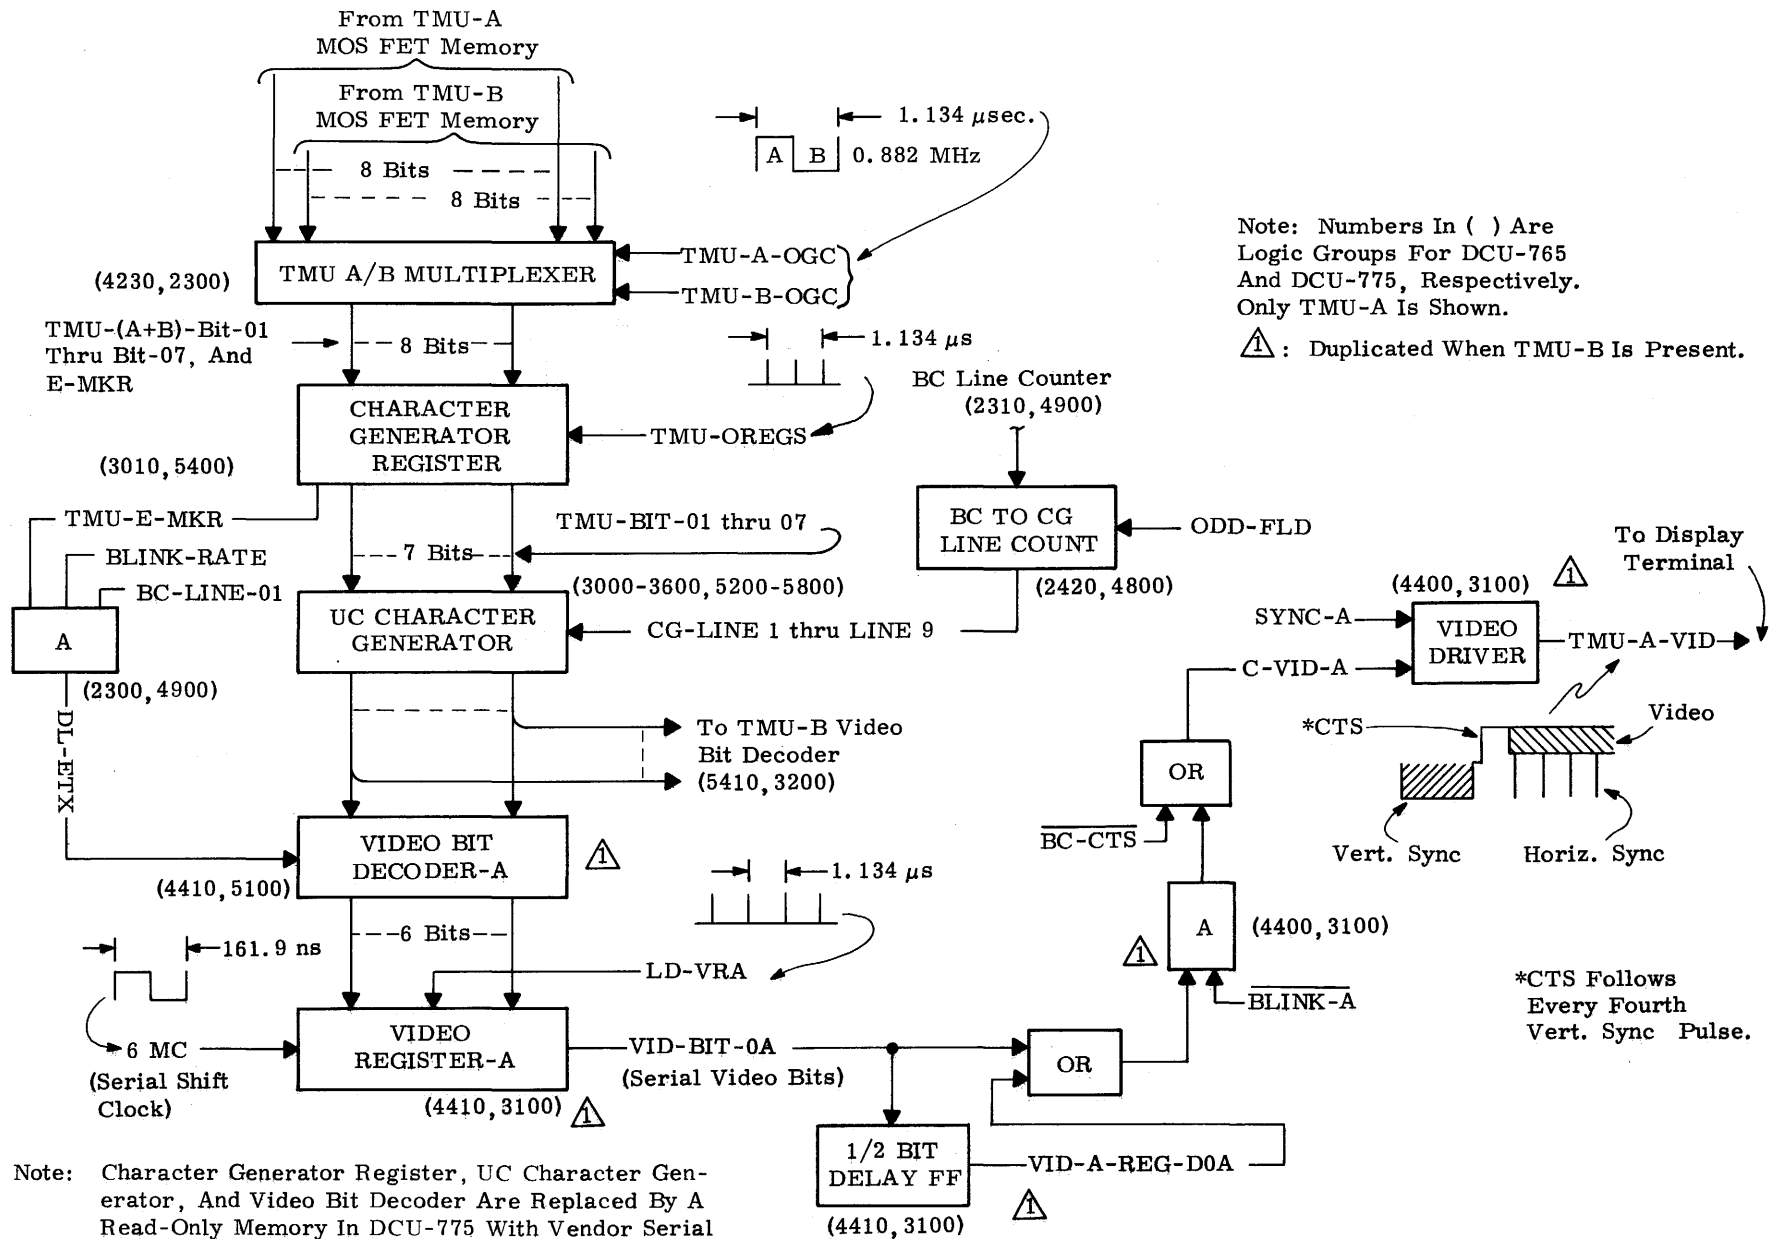 From TMU-A
MOS FET Memory
From TMU-B
MOS FET Memory
8 Bits
8 Bits
1.134 μsec.
A B 0.882 MHz
TMU A/B MULTIPLEXER
(4230,2300)
TMU-A-OGC
TMU-B-OGC
Note: Numbers In ( ) Are
Logic Groups For DCU-765
And DCU-775, Respectively.
Only TMU-A Is Shown.
1 : Duplicated When TMU-B Is Present.
TMU-(A+B)-Bit-01
Thru Bit-07, And
E-MKR
8 Bits
1.134 μs
CHARACTER
GENERATOR
REGISTER
(3010,5400)
TMU-OREGS
BC Line Counter
(2310,4900)
BC TO CG
LINE COUNT
ODD-FLD
(2420,4800)
TMU-E-MKR
BLINK-RATE
BC-LINE-01
A
(2300,4900)
DL-ETX
7 Bits
TMU-BIT-01 thru 07
(3000-3600,5200-5800)
UC CHARACTER
GENERATOR
CG-LINE 1 thru LINE 9
To TMU-B Video
Bit Decoder
(5410,3200)
VIDEO BIT
DECODER-A
1
(4410,5100)
6 Bits
1.134 μs
LD-VRA
161.9 ns
6 MC
(Serial Shift
Clock)
VIDEO
REGISTER-A
(4410,3100)
1
VID-BIT-0A
(Serial Video Bits)
1/2 BIT
DELAY FF
(4410,3100)
VID-A-REG-D0A
1
OR
A
(4400,3100)
1
BLINK-A
OR
BC-CTS
C-VID-A
SYNC-A
(4400,3100)
1
VIDEO
DRIVER
TMU-A-VID
To Display
Terminal
*CTS
Video
Vert. Sync
Horiz. Sync
*CTS Follows
Every Fourth
Vert. Sync Pulse.
Note: Character Generator Register, UC Character Gen-
erator, And Video Bit Decoder Are Replaced By A
Read-Only Memory In DCU-775 With Vendor Serial